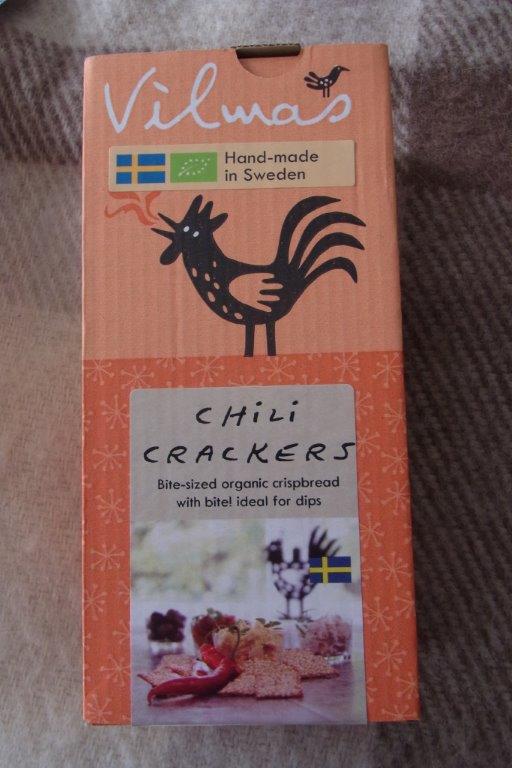 Vilmas
Hand-made
in Sweden
CHiLi
CRACKERS
Bite-sized organic crispbread
with bite! ideal for dips